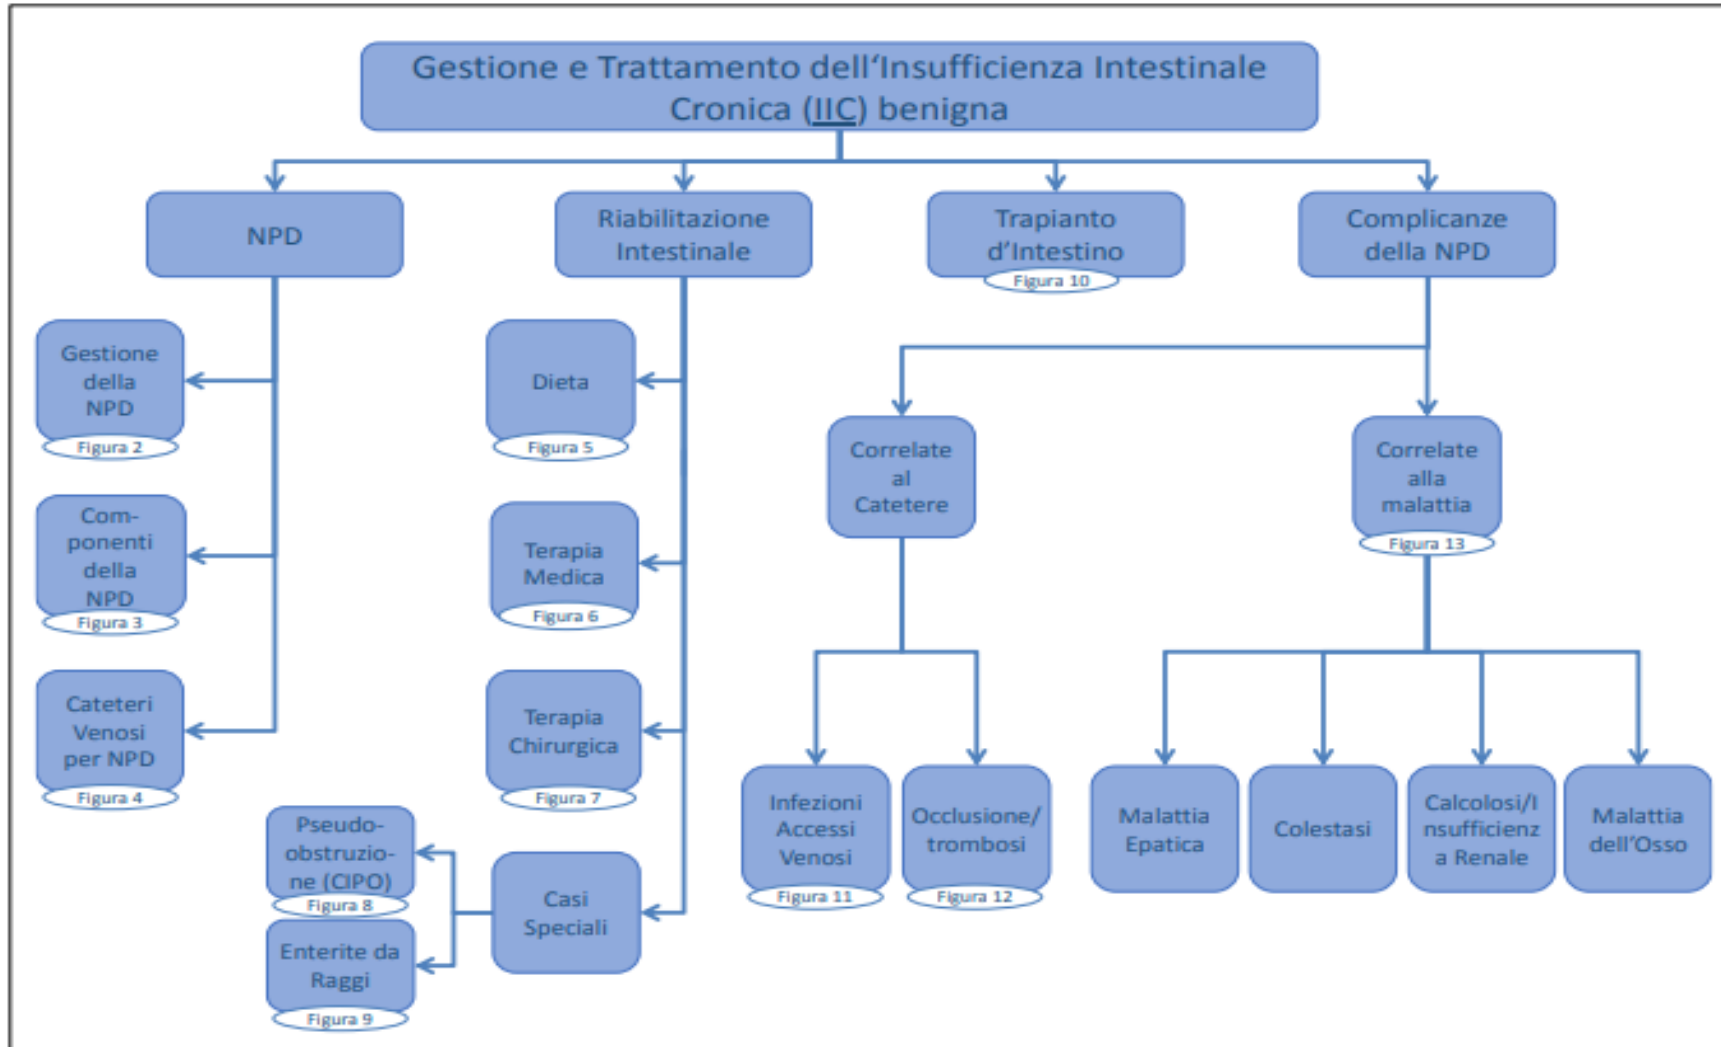 Gestione e Trattamento dell'Insufficienza Intestinale
Cronica (IIC) benigna
NPD
Riabilitazione
Intestinale
Trapianto
d'Intestino
Figura 10
Complicanze
della NPD
Gestione
della
NPD
Figura 2
Com-
ponenti
della
NPD
Figura 3
Cateteri
Venosi
per NPD
Figura 4
Dieta
Figura 5
Terapia
Medica
Figura 6
Terapia
Chirurgica
Figura 7
Casi
Speciali
Pseudo-
obstruzio-
ne (CIPO)
Figura 8
Enterite da
Raggi
Figura 9
Correlate
al
Catetere
Correlate
alla
malattia
Figura 13
Infezioni
Accessi
Venosi
Figura 11
Occlusione/
trombosi
Figura 12
Malattia
Epatica
Colestasi
Calcolosi/I
nsufficienz
a Renale
Malattia
dell'Osso